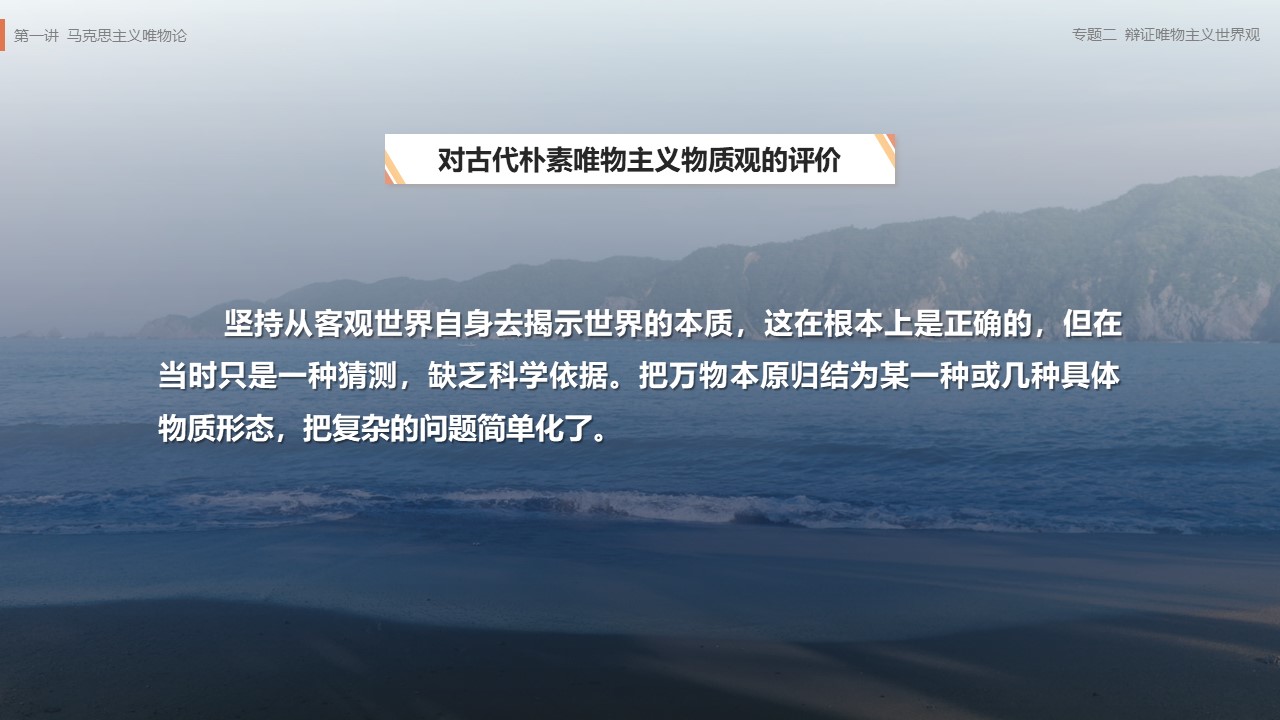 第一讲 马克思主义唯物论
专题二 辩证唯物主义世界观
对古代朴素唯物主义物质观的评价
坚持从客观世界自身去揭示世界的本质，这在根本上是正确的，但在
当时只是一种猜测，缺乏科学依据。把万物本原归结为某一种或几种具体
物质形态，把复杂的问题简单化了。